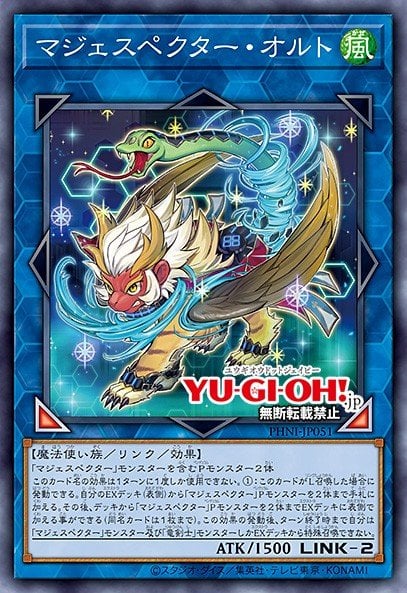 マジェスペクター・オルト
風
かぜ
88
ユウギオウドットジェイピー
YU-GI-OH!.jp
無断転載禁止
PHNI-JP051
【魔法使い族／リンク／効果】
「マジェスペクター」モンスターを含むPモンスター2体
このカード名の効果は1ターンに1度しか使用できない。①：このカードがL召喚した場合に
発動できる。自分のEXデッキ(表側)から「マジェスペクター」Pモンスターを2体まで手札に
加える。その後、デッキから「マジェスペクター」Pモンスターを2体までEXデッキに表側で
加える事ができる(同名カードは1枚まで)。この効果の発動後、ターン終了時まで自分は
「マジェスペクター」モンスター及び「竜剣士」モンスターしかEXデッキから特殊召喚できない。
ATK/1500 LINK-2
©スタジオ・ダイス/集英社・テレビ東京・KONAMI